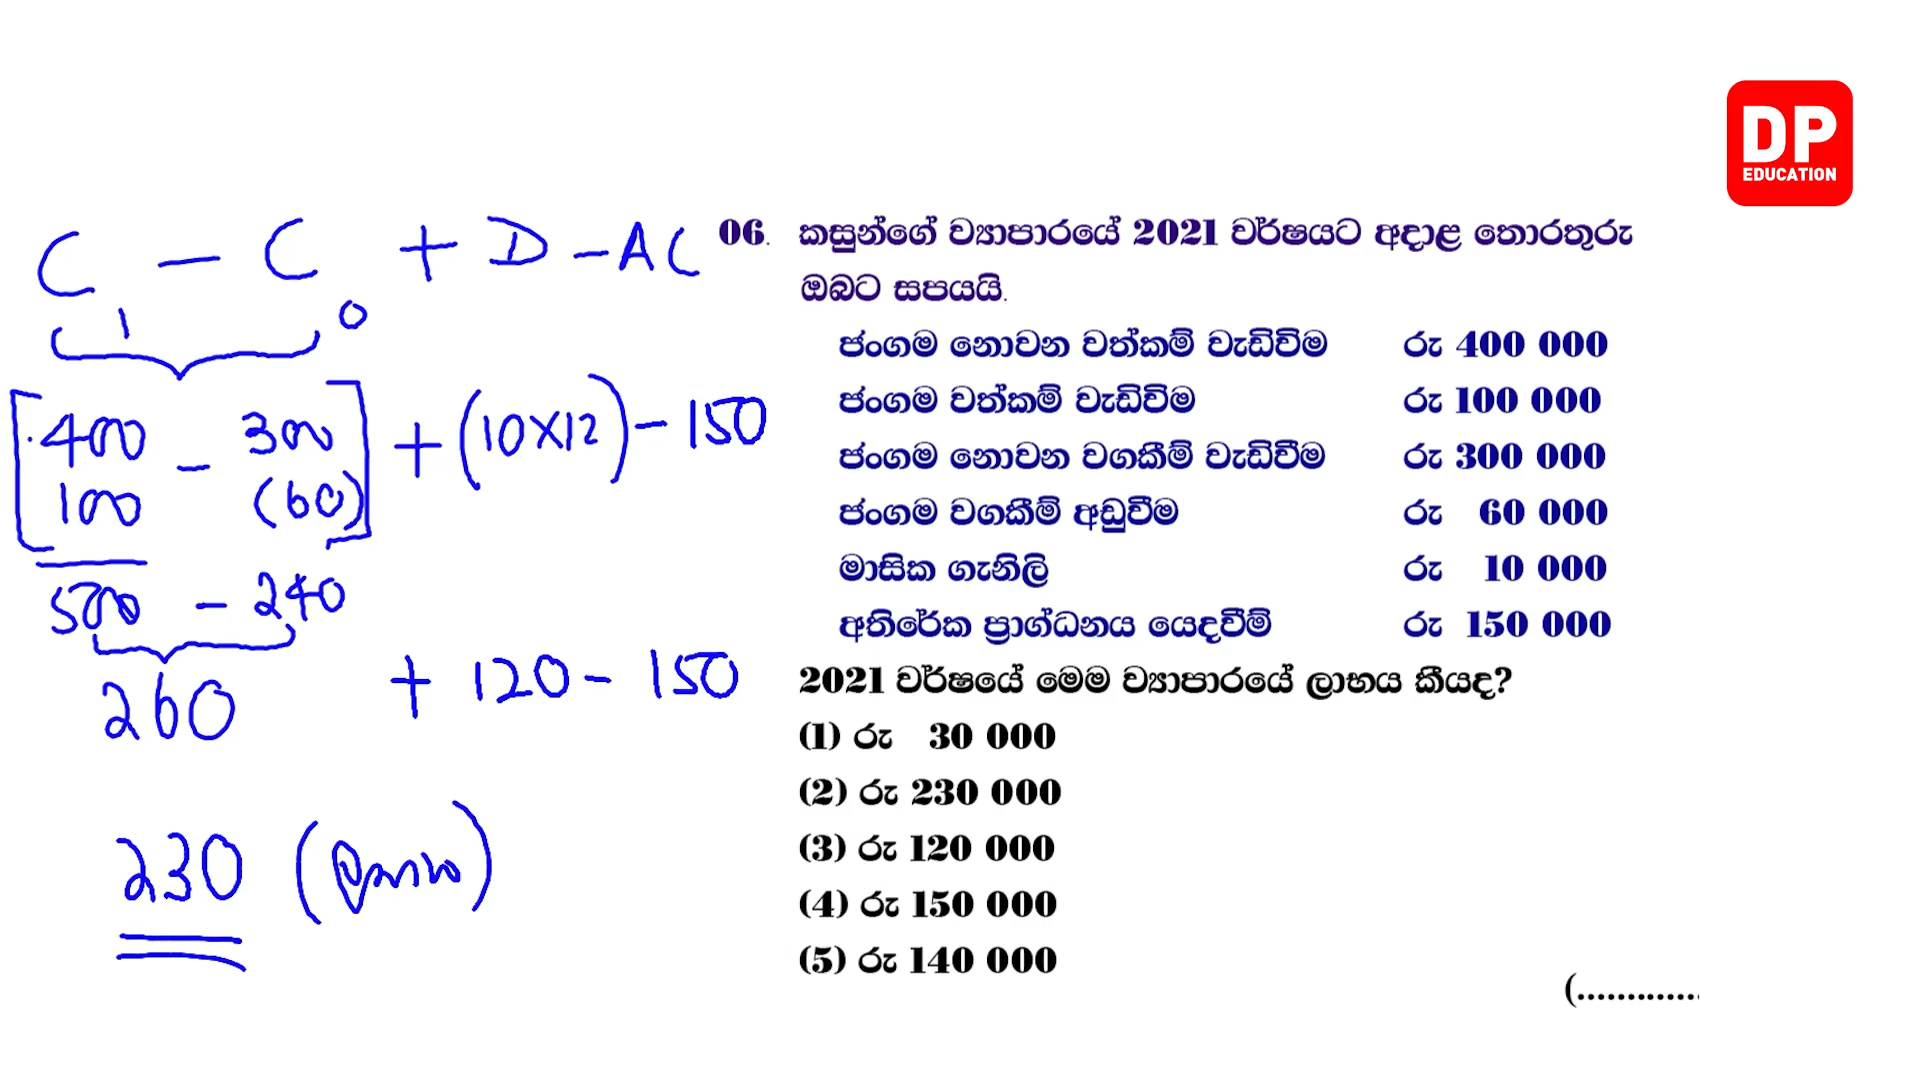 DP
EDUCATION
C1 - C0 + D - AC
[400 - 300] + (10×12) - 150
100 (60)
500 - 240
260 + 120 - 150
230 (ලාභය)
06. කසුන්ගේ ව්‍යාපාරයේ 2021 වර්ෂයට අදාළ තොරතුරු
ඔබට සපයයි.
ජංගම නොවන වත්කම් වැඩිවීම රු 400 000
ජංගම වත්කම් වැඩිවීම රු 100 000
ජංගම නොවන වගකීම් වැඩිවීම රු 300 000
ජංගම වගකීම් අඩුවීම රු 60 000
මාසික ගැනිලි රු 10 000
අතිරේක ප්‍රාග්ධනය යෙදවීම් රු 150 000
2021 වර්ෂයේ මෙම ව්‍යාපාරයේ ලාභය කීයද?
(1) රු 30 000
(2) රු 230 000
(3) රු 120 000
(4) රු 150 000
(5) රු 140 000
(.............